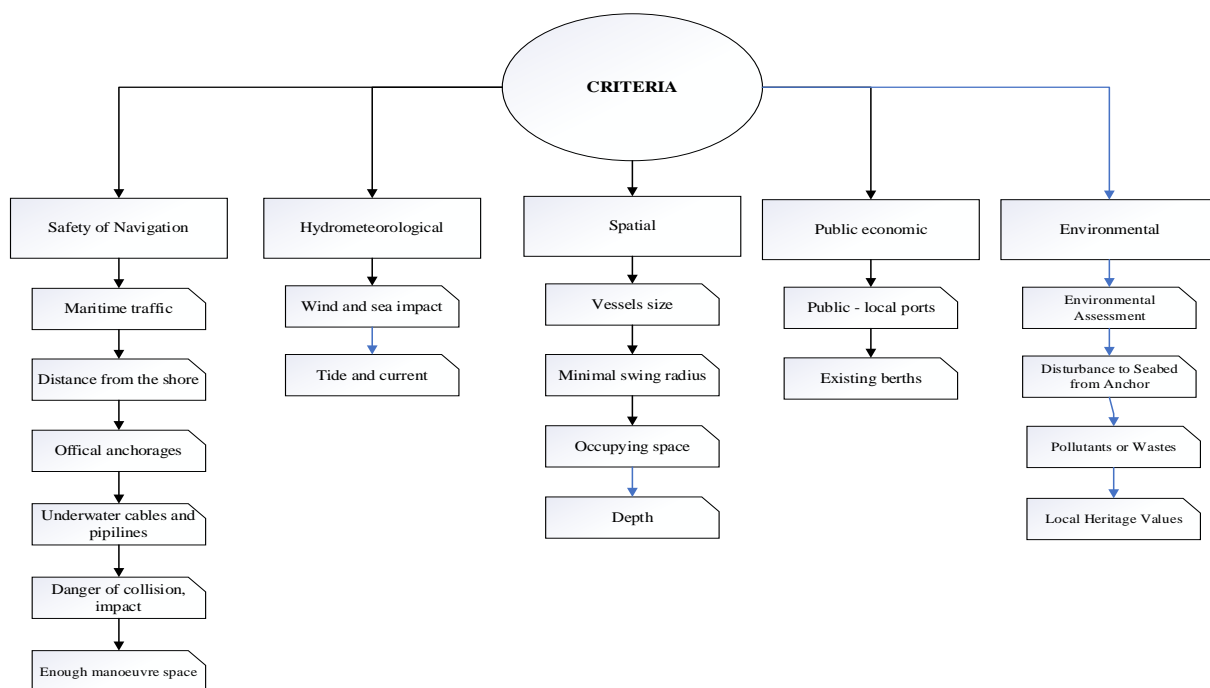 CRITERIA
Safety of Navigation
Maritime traffic
Distance from the shore
Offical anchorages
Underwater cables and
pipilines
Danger of collision,
impact
Enough manoeuvre space
Hydrometeorological
Wind and sea impact
Tide and current
Spatial
Vessels size
Minimal swing radius
Occupying space
Depth
Public economic
Public - local ports
Existing berths
Environmental
Environmental
Assessment
Disturbance to Seabed
from Anchor
Pollutants or Wastes
Local Heritage Values